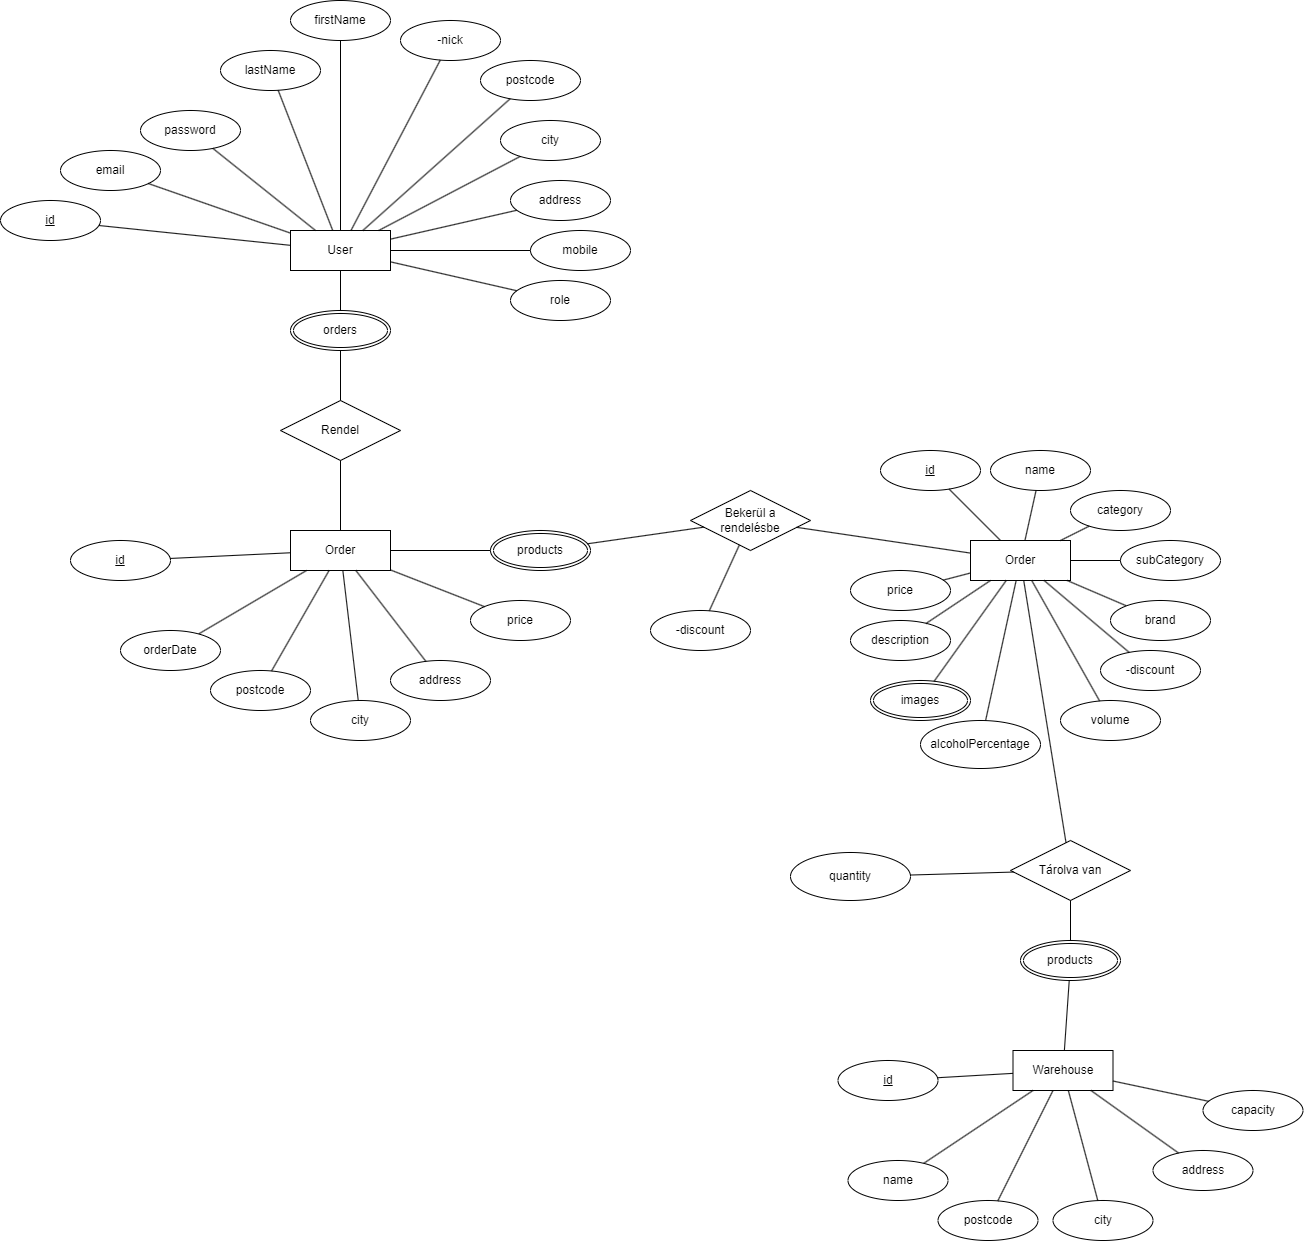 firstName
-nick
lastName
postcode
password
city
email
address
id
User
mobile
role
orders
Rendel
id
name
category
Bekerül a
rendelésbe
Order
products
Order
subCategory
id
price
brand
price
-discount
description
orderDate
-discount
address
postcode
images
city
volume
alcoholPercentage
quantity
Tárolva van
products
Warehouse
id
capacity
name
address
postcode
city